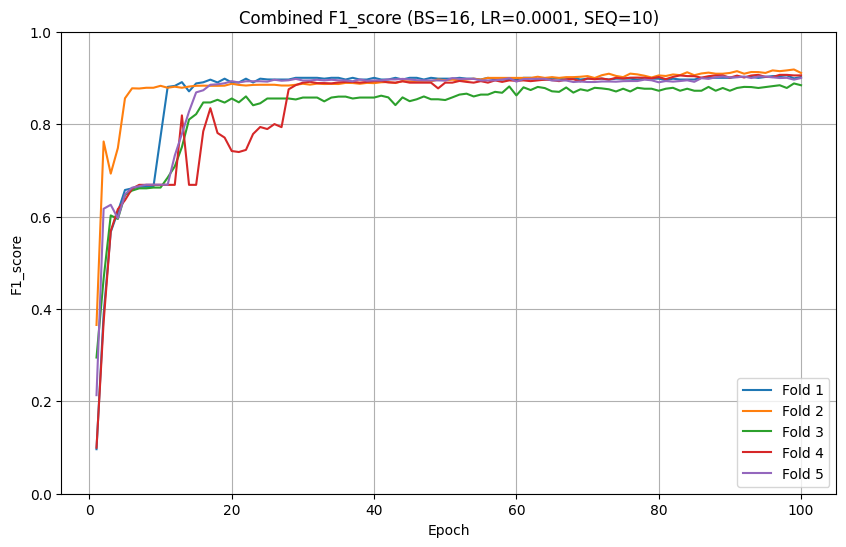 Combined F1_score (BS=16, LR=0.0001, SEQ=10)
1.0
0.8
0.6
0.4
0.2
0.0
F1_score
0 20 40 60 80 100
Epoch
Fold 1
Fold 2
Fold 3
Fold 4
Fold 5